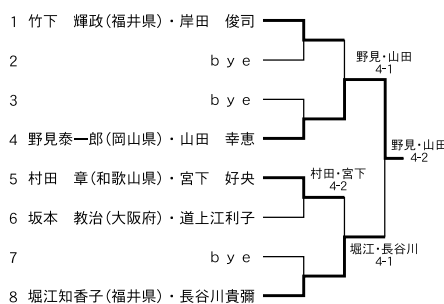 1 竹下　輝政(福井県)・岸田　俊司
2 ｂｙｅ
野見・山田
4-1
3 ｂｙｅ
4 野見泰一郎(岡山県)・山田　幸恵
野見・山田
4-2
5 村田　章(和歌山県)・宮下　好央
村田・宮下
4-2
6 坂本　教治(大阪府)・道上江利子
7 ｂｙｅ
堀江・長谷川
4-1
8 堀江知香子(福井県)・長谷川貴彌